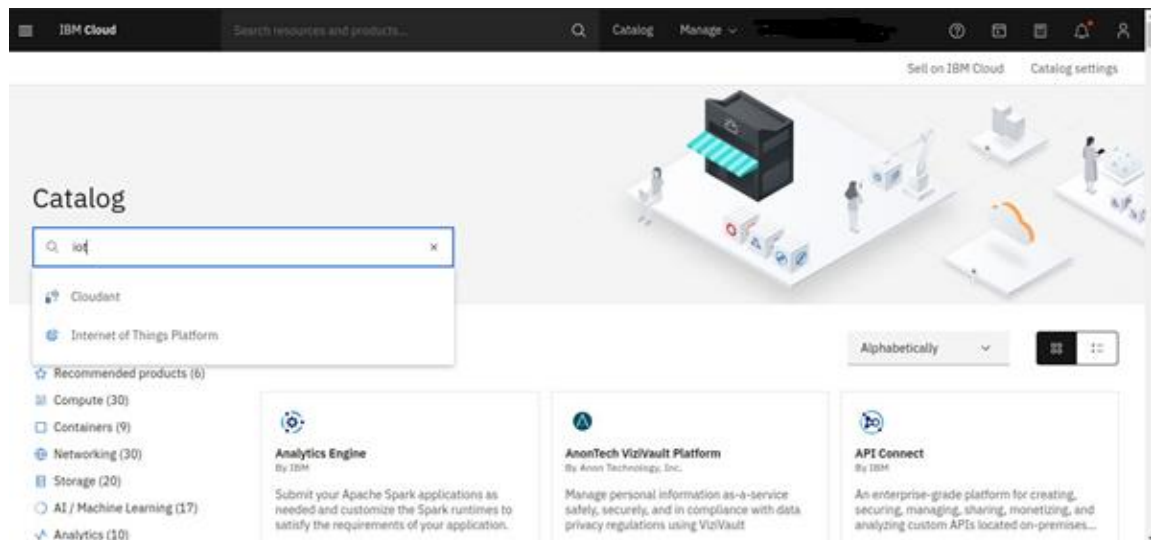 IBM Cloud
Search resources and products...
Catalog
Manage
Sell on IBM Cloud
Catalog settings
Catalog
iot
Cloudant
Internet of Things Platform
Alphabetically
Recommended products (6)
Compute (30)
Containers (9)
Networking (30)
Storage (20)
AI / Machine Learning (17)
Analytics (10)
Analytics Engine
By IBM
Submit your Apache Spark applications as
needed and customize the Spark runtimes to
satisfy the requirements of your application.
AnonTech ViziVault Platform
By Anon Technology, Inc.
Manage personal information as-a-service
safely, securely, and in compliance with data
privacy regulations using ViziVault
API Connect
By IBM
An enterprise-grade platform for creating,
securing, managing, sharing, monetizing, and
analyzing custom APIs located on-premises...